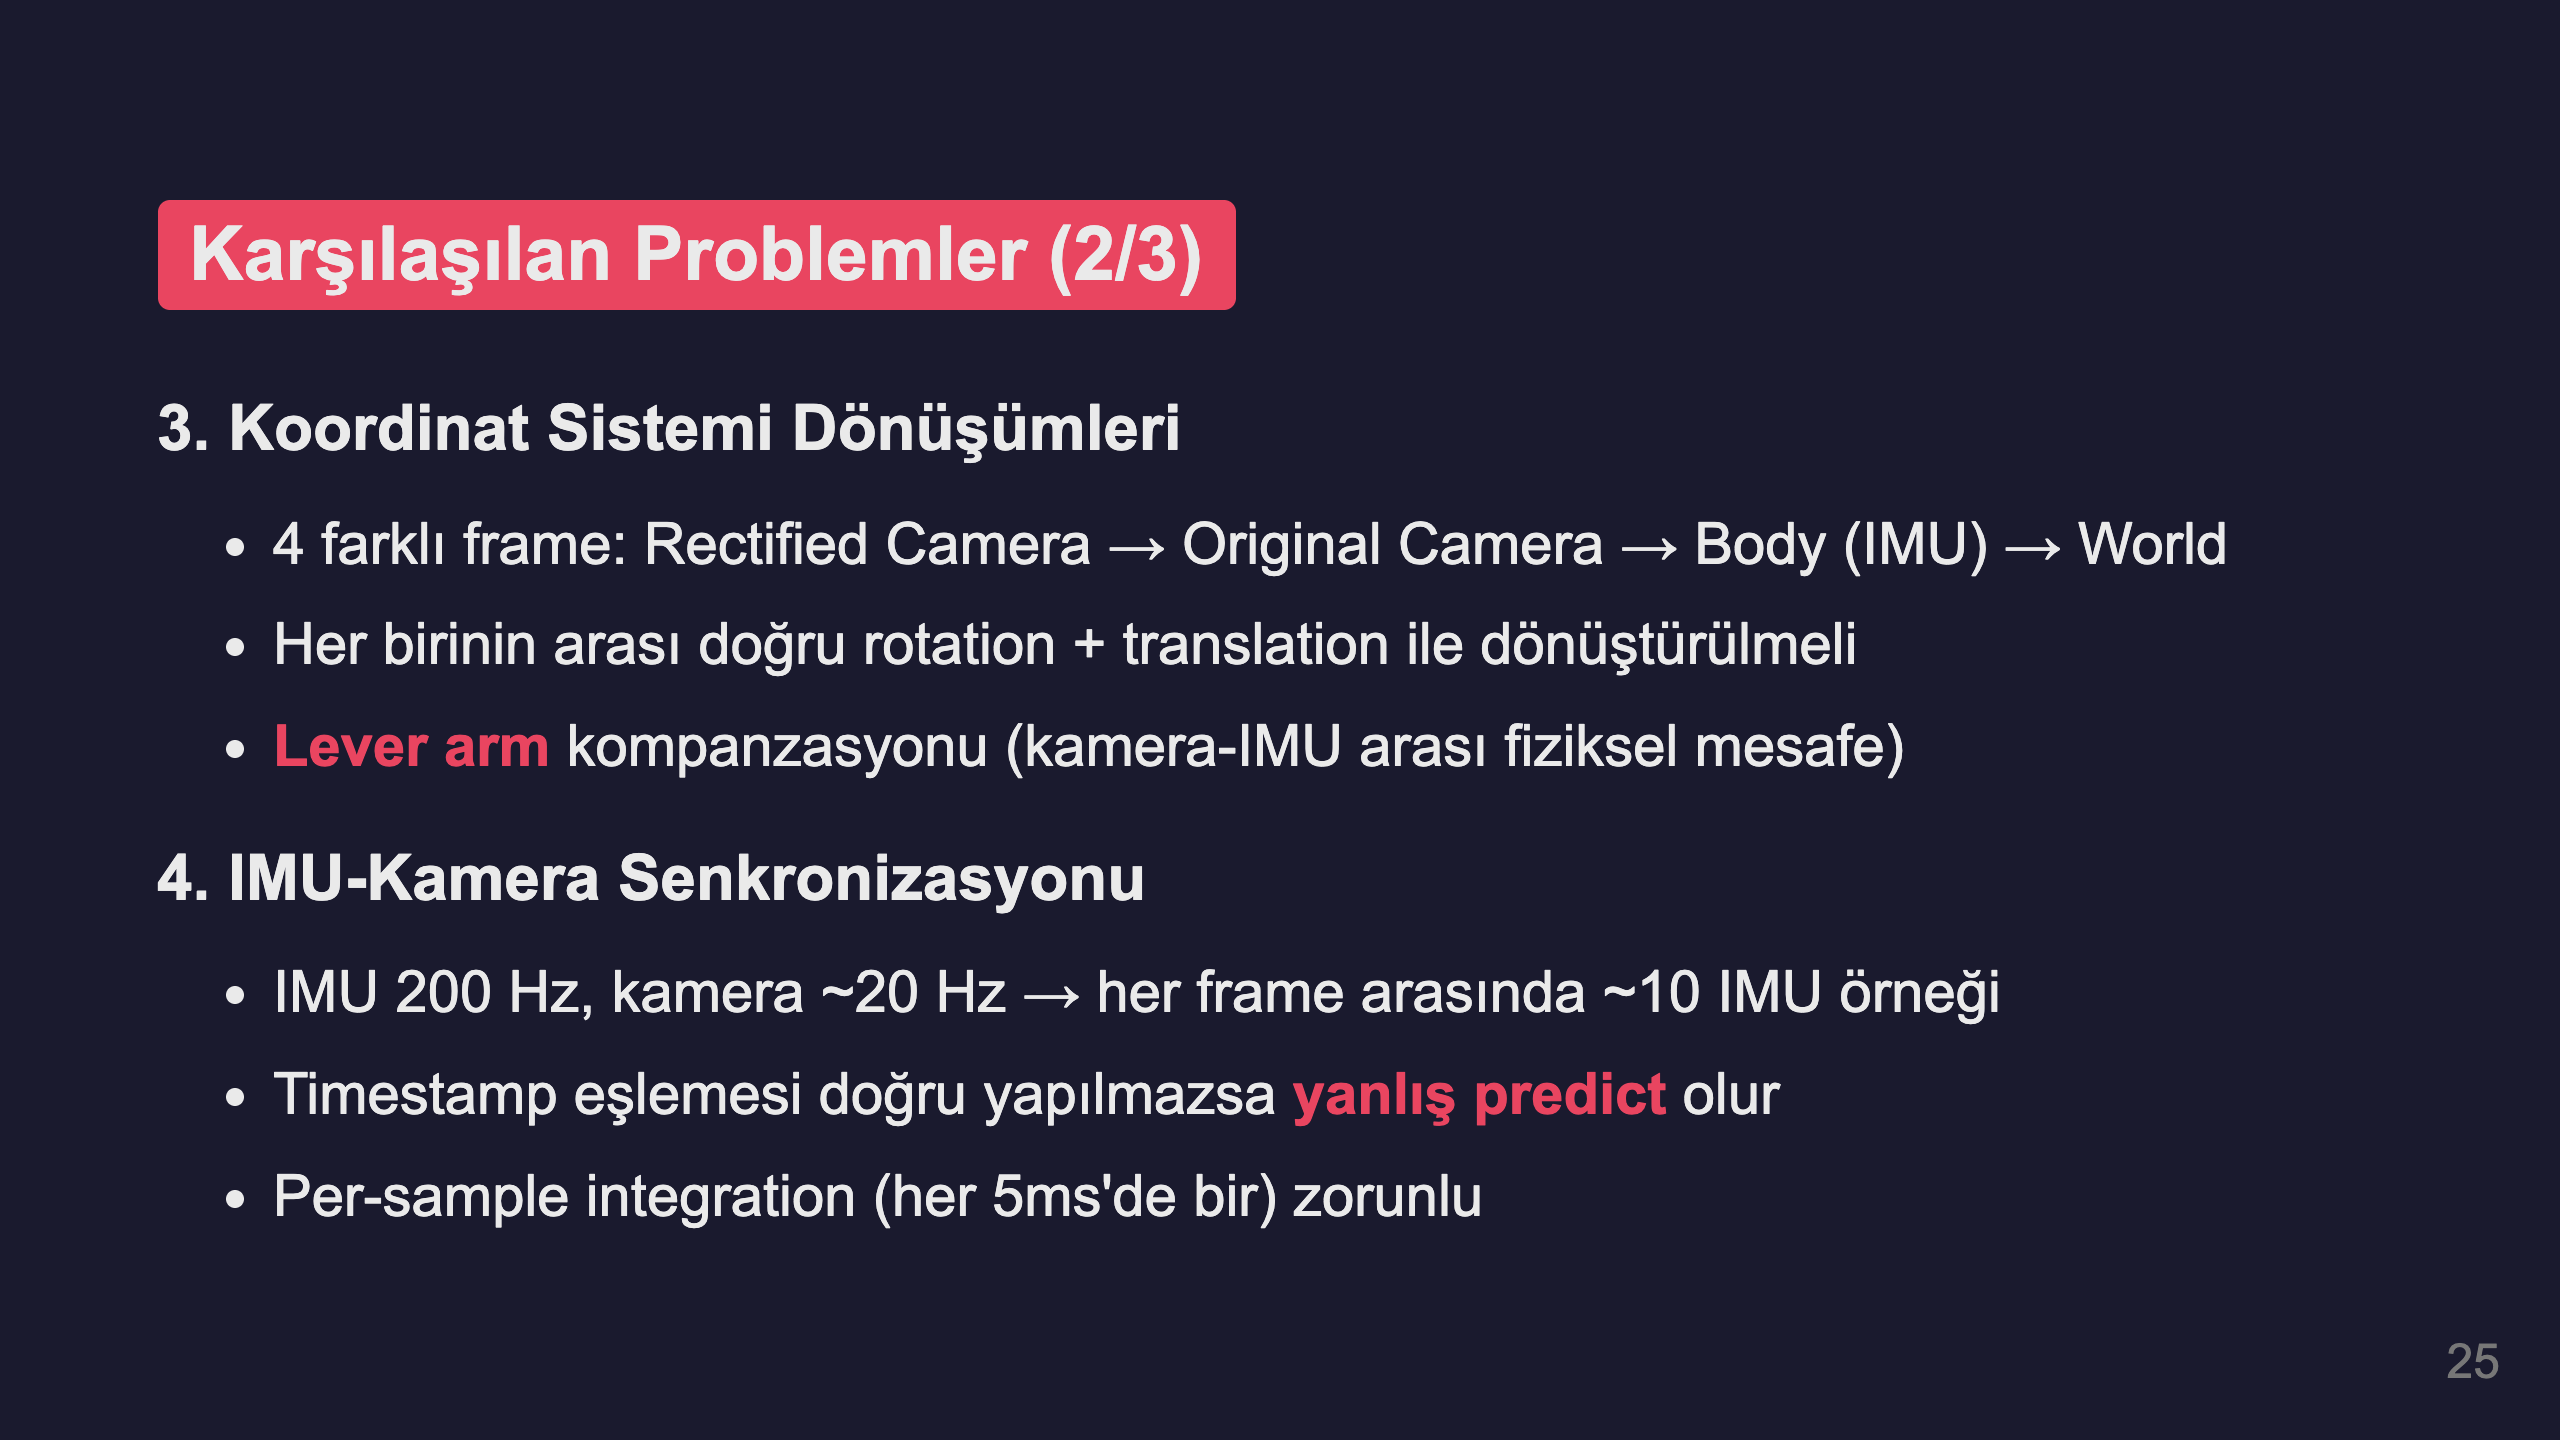 Karşılaşılan Problemler (2/3)
3. Koordinat Sistemi Dönüşümleri
• 4 farklı frame: Rectified Camera → Original Camera → Body (IMU) → World
• Her birinin arası doğru rotation + translation ile dönüştürülmeli
• Lever arm kompanzasyonu (kamera-IMU arası fiziksel mesafe)
4. IMU-Kamera Senkronizasyonu
• IMU 200 Hz, kamera ~20 Hz → her frame arasında ~10 IMU örneği
• Timestamp eşlemesi doğru yapılmazsa yanlış predict olur
• Per-sample integration (her 5ms'de bir) zorunlu
25